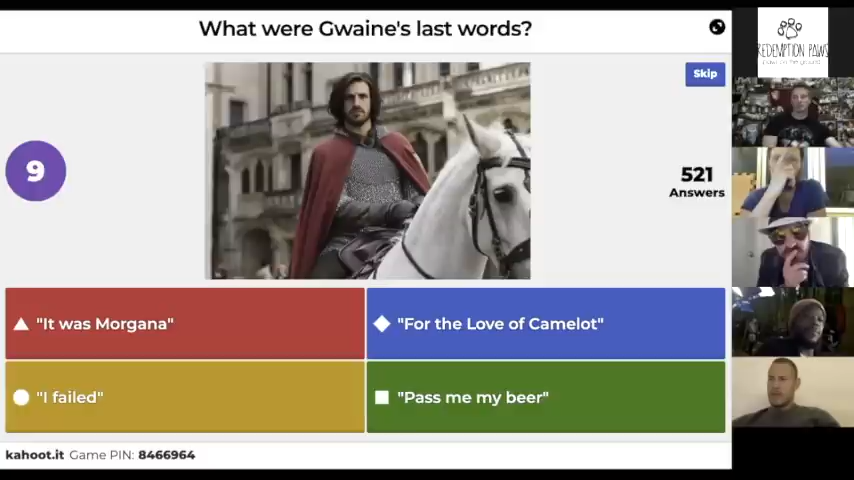 What were Gwaine's last words?
Skip
9
521
Answers
"It was Morgana"
"For the Love of Camelot"
"I failed"
"Pass me my beer"
kahoot.it Game PIN: 8466964
REDEMPTION PAWS